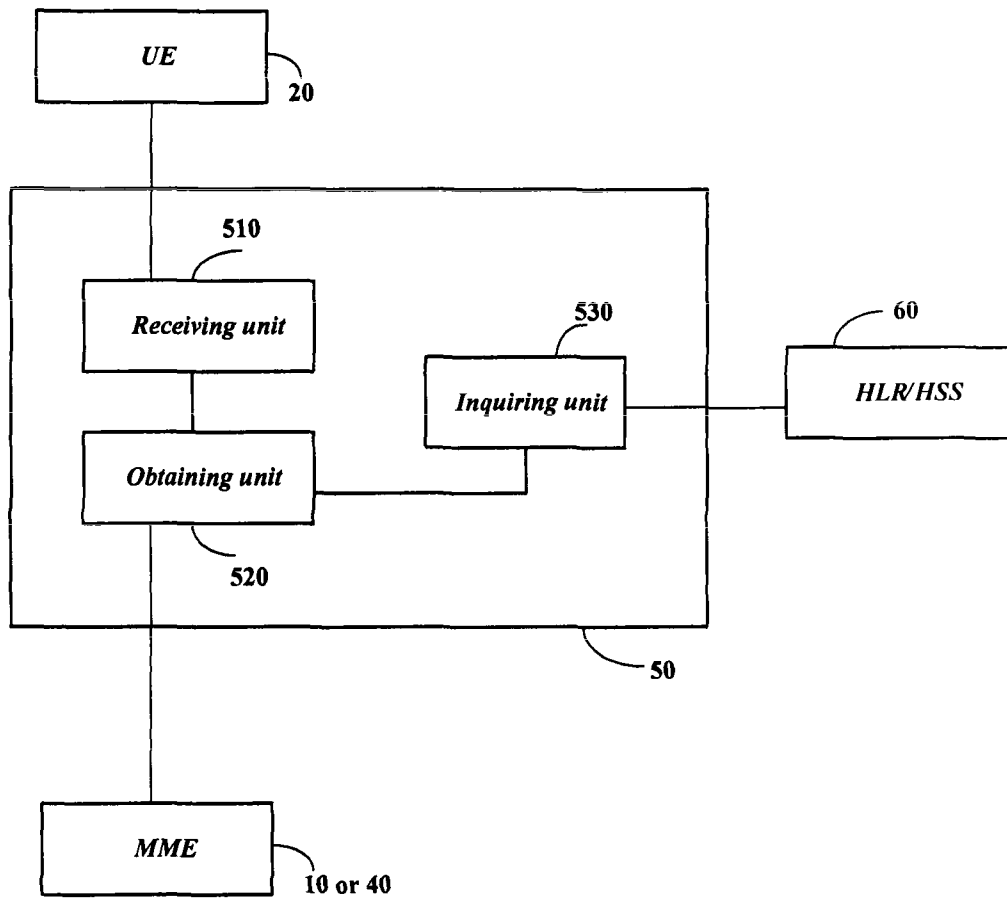 UE
20
510
Receiving unit
530
60
Inquiring unit
HLR/HSS
Obtaining unit
520
50
MME
10 or 40